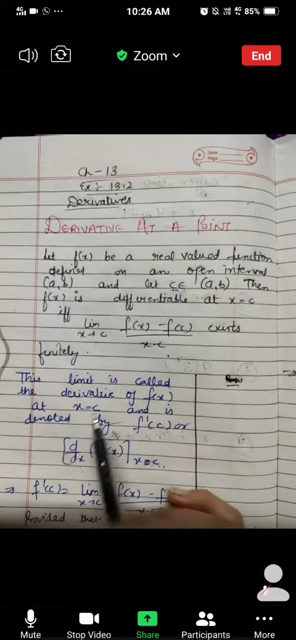 10:26 AM
4G
85%
Zoom
End
Ch - 13
Ex :- 13.2
Derivatives
DERIVATIVE AT A POINT
Let f(x) be a real valued function
defined on an open interval
(a,b) and let c ∈ (a,b) Then
f(x) is differentiable at x=c
iff lim x→c f(x) - f(c) / x-c exists
finitely.
This limit is called
the derivative of f(x)
at x=c and is
denoted by f'(c) or
[d/dx (f(x)] x=c.
⇒ f'(c) = lim x→c f(x) - f
Provided that
Mute
Stop Video
Share
Participants
More